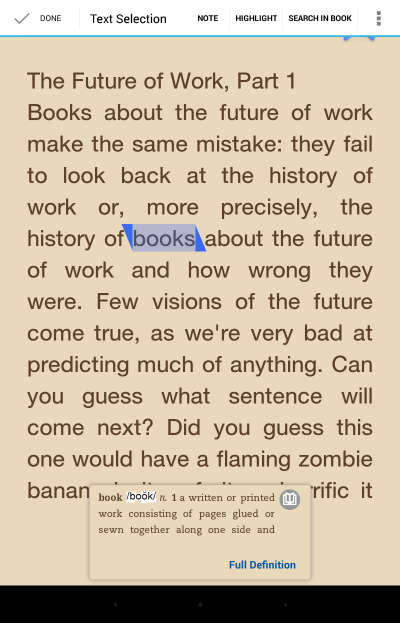 DONE Text Selection NOTE HIGHLIGHT SEARCH IN BOOK
The Future of Work, Part 1
Books about the future of work
make the same mistake: they fail
to look back at the history of
work or, more precisely, the
history of books about the future
of work and how wrong they
were. Few visions of the future
come true, as we're very bad at
predicting much of anything. Can
you guess what sentence will
come next? Did you guess this
one would have a flaming zombie
it
book /bo͝ok/ n. 1 a written or printed
work consisting of pages glued or
sewn together along one side and
Full Definition